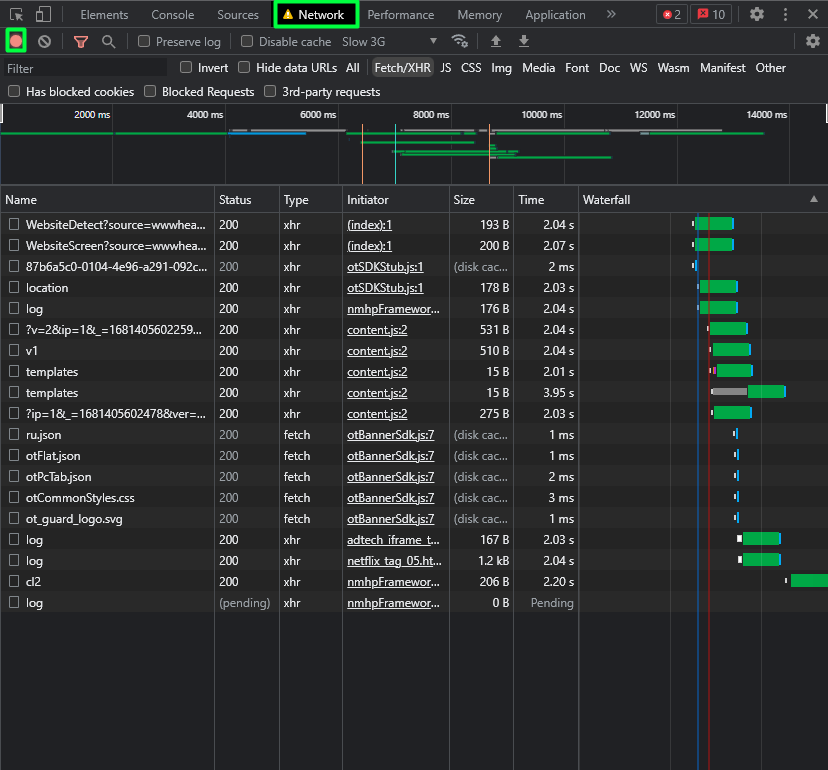 Elements Console Sources Network Performance Memory Application » 2 10
Preserve log Disable cache Slow 3G
Filter Invert Hide data URLs All Fetch/XHR JS CSS Img Media Font Doc WS Wasm Manifest Other
Has blocked cookies Blocked Requests 3rd-party requests
2000 ms 4000 ms 6000 ms 8000 ms 10000 ms 12000 ms 14000 ms
Name Status Type Initiator Size Time Waterfall
WebsiteDetect?source=wwwhea... 200 xhr (index):1 193 B 2.04 s
WebsiteScreen?source=wwwhea... 200 xhr (index):1 200 B 2.07 s
87b6a5c0-0104-4e96-a291-092c... 200 xhr otSDKStub.js:1 (disk cac... 2 ms
location 200 xhr otSDKStub.js:1 178 B 2.03 s
log 200 xhr nmhpFramewor... 176 B 2.04 s
?v=2&ip=1&_=1681405602259... 200 xhr content.js:2 531 B 2.04 s
v1 200 xhr content.js:2 510 B 2.04 s
templates 200 xhr content.js:2 15 B 2.01 s
templates 200 xhr content.js:2 15 B 3.95 s
?ip=1&_=1681405602478&ver=... 200 xhr content.js:2 275 B 2.03 s
ru.json 200 fetch otBannerSdk.js:7 (disk cac... 1 ms
otFlat.json 200 fetch otBannerSdk.js:7 (disk cac... 1 ms
otPcTab.json 200 fetch otBannerSdk.js:7 (disk cac... 2 ms
otCommonStyles.css 200 fetch otBannerSdk.js:7 (disk cac... 3 ms
ot_guard_logo.svg 200 fetch otBannerSdk.js:7 (disk cac... 1 ms
log 200 xhr adtech_iframe_t... 167 B 2.03 s
log 200 xhr netflix_tag_05.ht... 1.2 kB 2.04 s
cl2 200 xhr nmhpFramewor... 206 B 2.20 s
log (pending) xhr nmhpFramewor... 0 B Pending